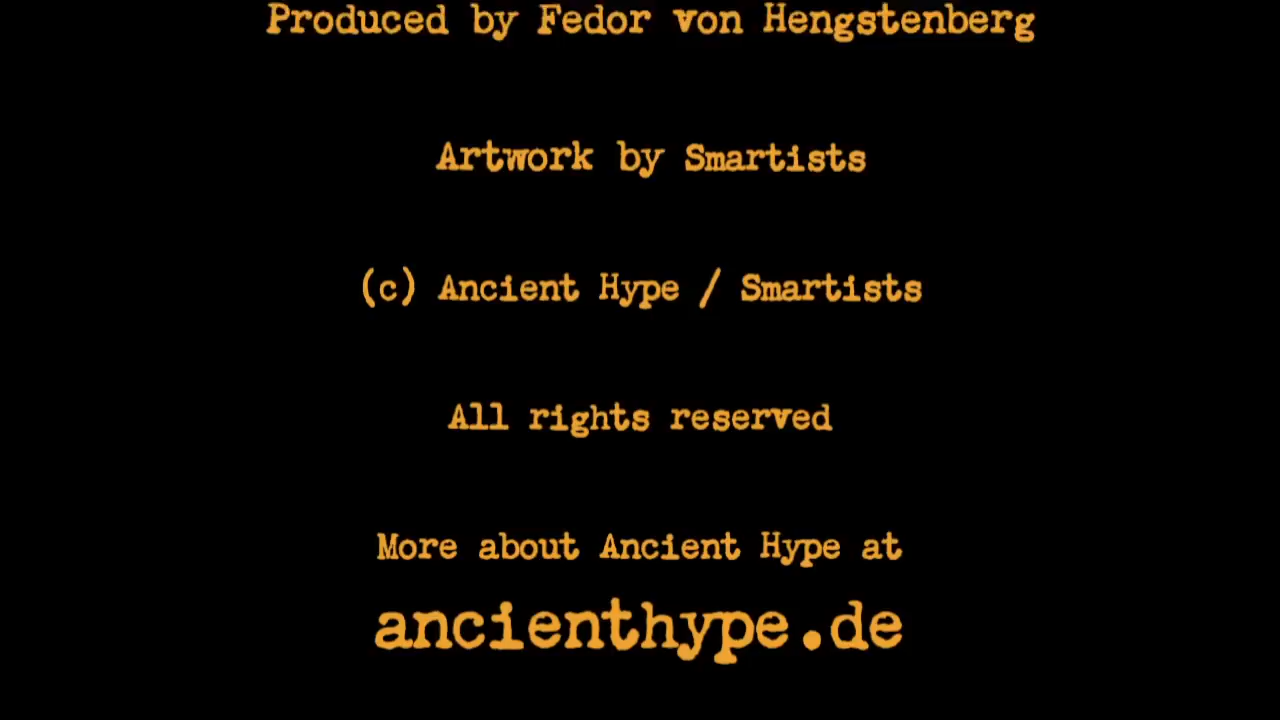 Produced by Fedor von Hengstenberg
Artwork by Smartists
(c) Ancient Hype / Smartists
All rights reserved
More about Ancient Hype at
ancienthype.de